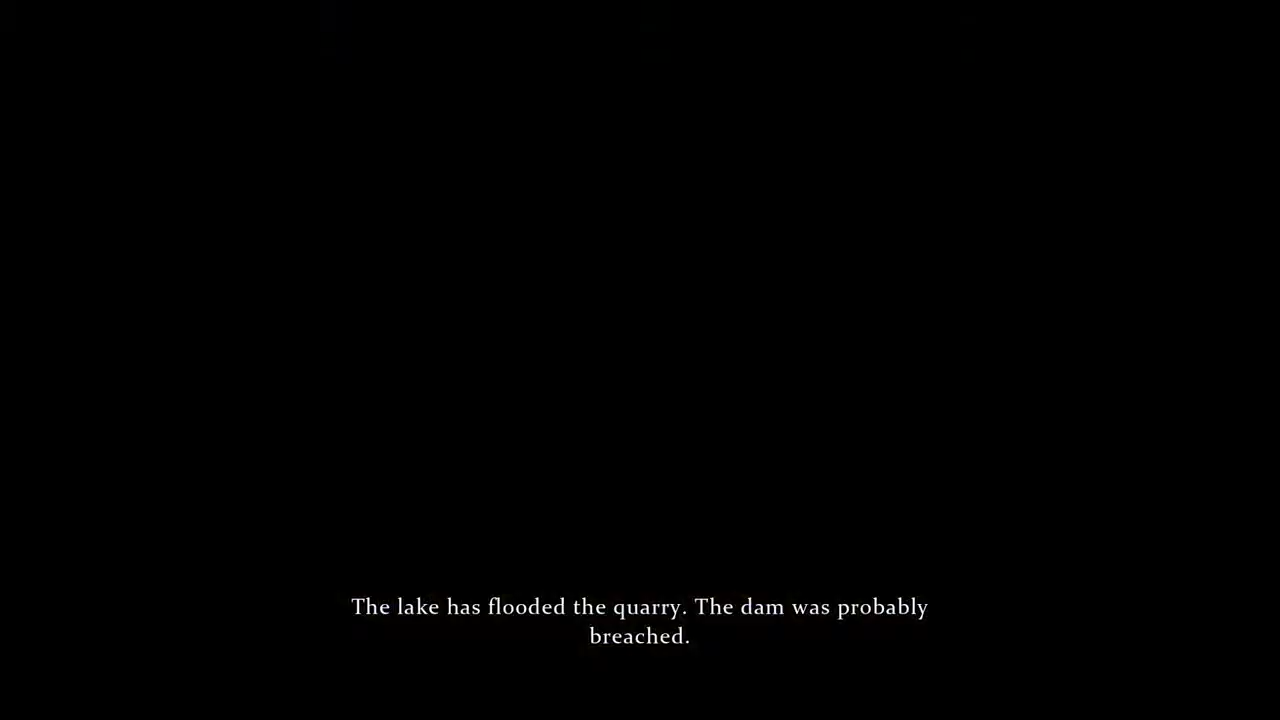 The lake has flooded the quarry. The dam was probably
breached.